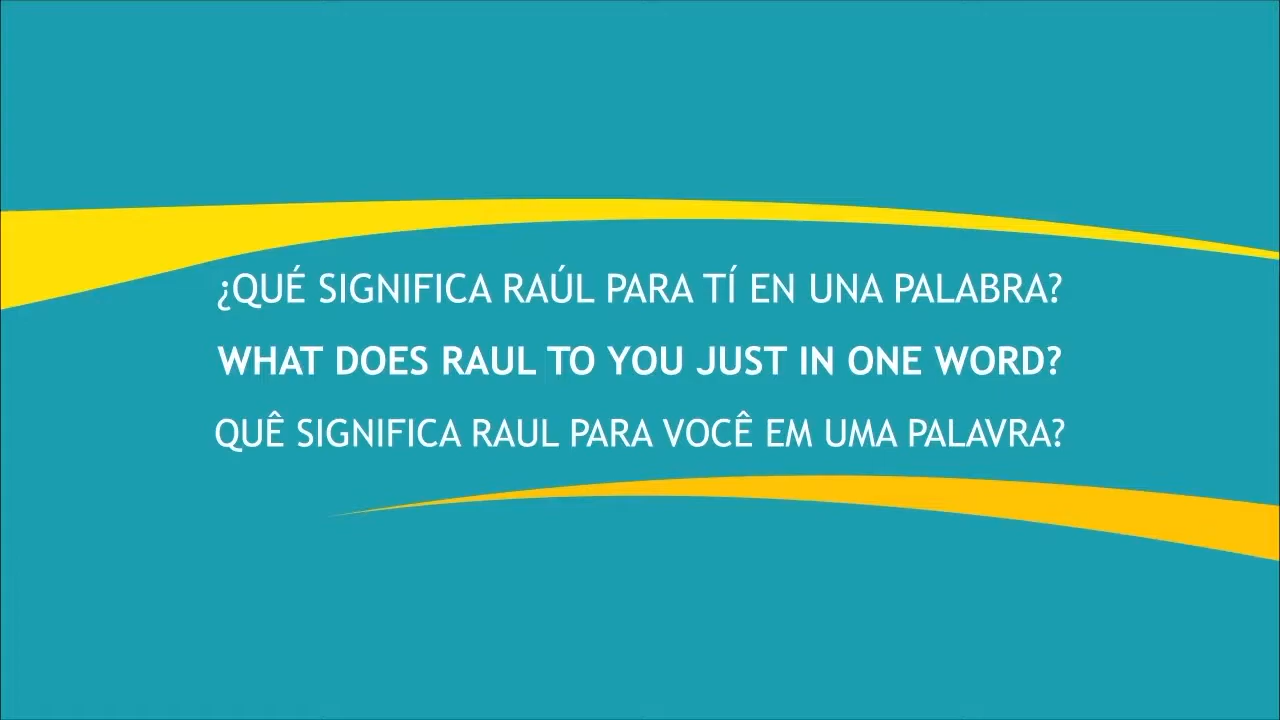 ¿QUÉ SIGNIFICA RAÚL PARA TÍ EN UNA PALABRA?
WHAT DOES RAUL TO YOU JUST IN ONE WORD?
QUÊ SIGNIFICA RAUL PARA VOCÊ EM UMA PALAVRA?